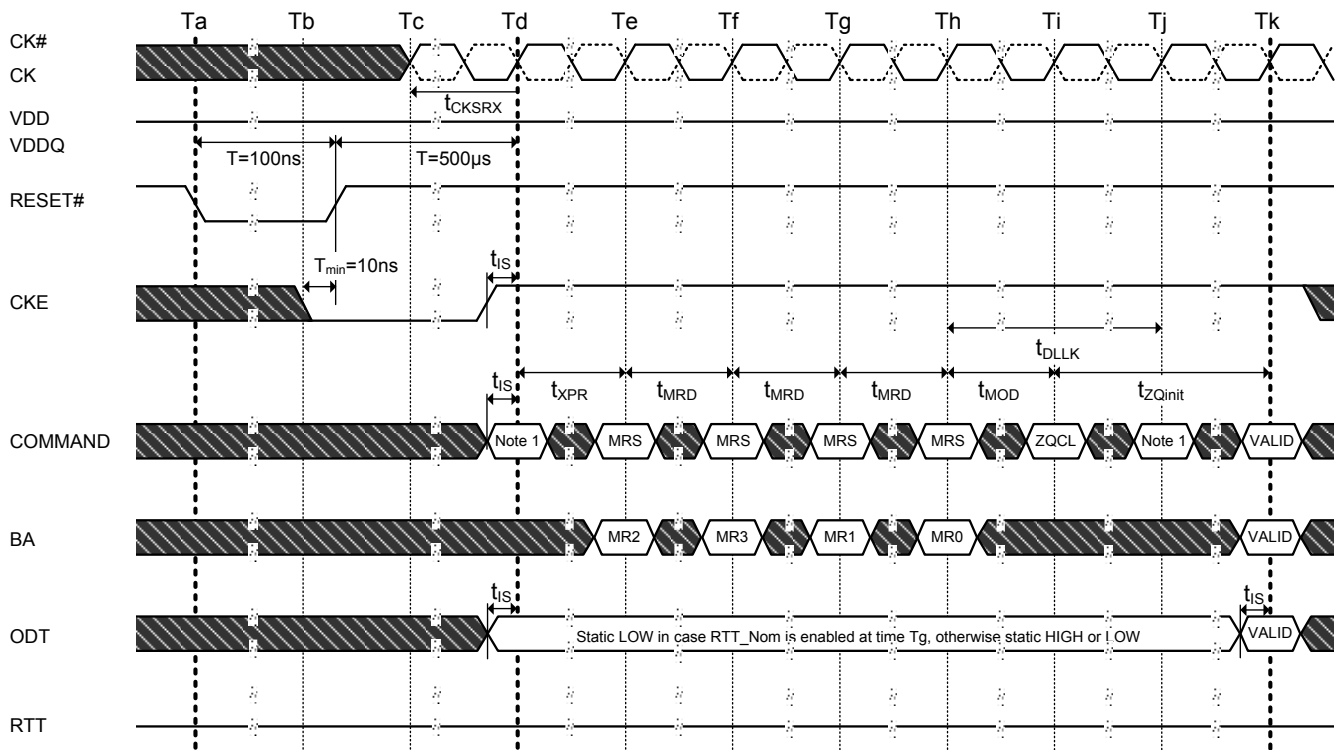 Ta Tb Tc Td Te Tf Tg Th Ti Tj Tk
CK#
CK
tCKSRX
VDD
VDDQ
T=100ns T=500µs
RESET#
Tmin=10ns tIS
CKE
tDLLK
tIS tXPR tMRD tMRD tMRD tMOD tZQinit
COMMAND Note 1 MRS MRS MRS MRS ZQCL Note 1 VALID
BA MR2 MR3 MR1 MR0 VALID
tIS tIS
ODT Static LOW in case RTT_Nom is enabled at time Tg, otherwise static HIGH or LOW VALID
RTT